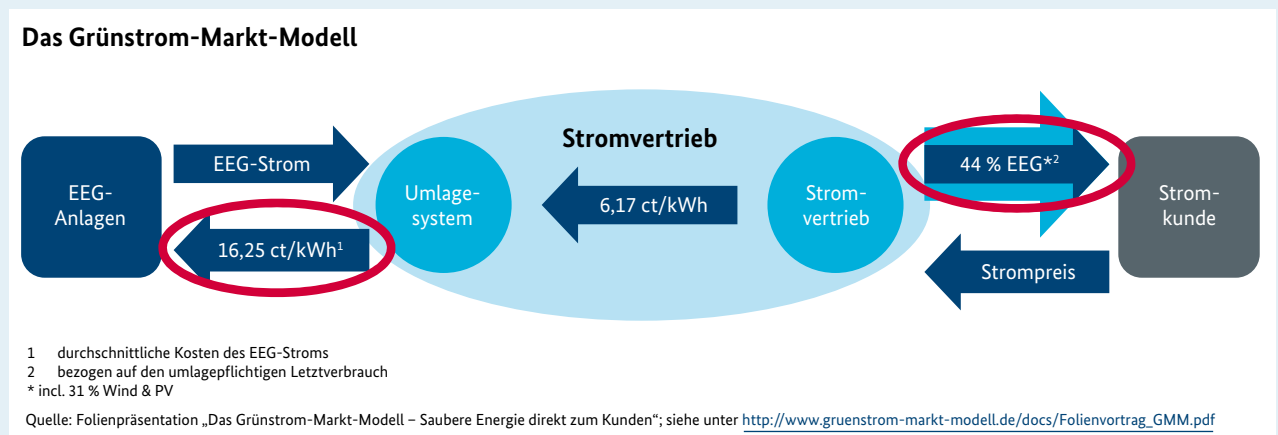 Das Grünstrom-Markt-Modell
EEG-
Anlagen
EEG-Strom
16,25 ct/kWh¹
Umlage-
system
Stromvertrieb
6,17 ct/kWh
Strom-
vertrieb
44 % EEG*²
Strompreis
Strom-
kunde
1 durchschnittliche Kosten des EEG-Stroms
2 bezogen auf den umlagepflichtigen Letztverbrauch
* incl. 31 % Wind & PV
Quelle: Folienpräsentation „Das Grünstrom-Markt-Modell – Saubere Energie direkt zum Kunden“; siehe unter http://www.gruenstrom-markt-modell.de/docs/Folienvortrag_GMM.pdf